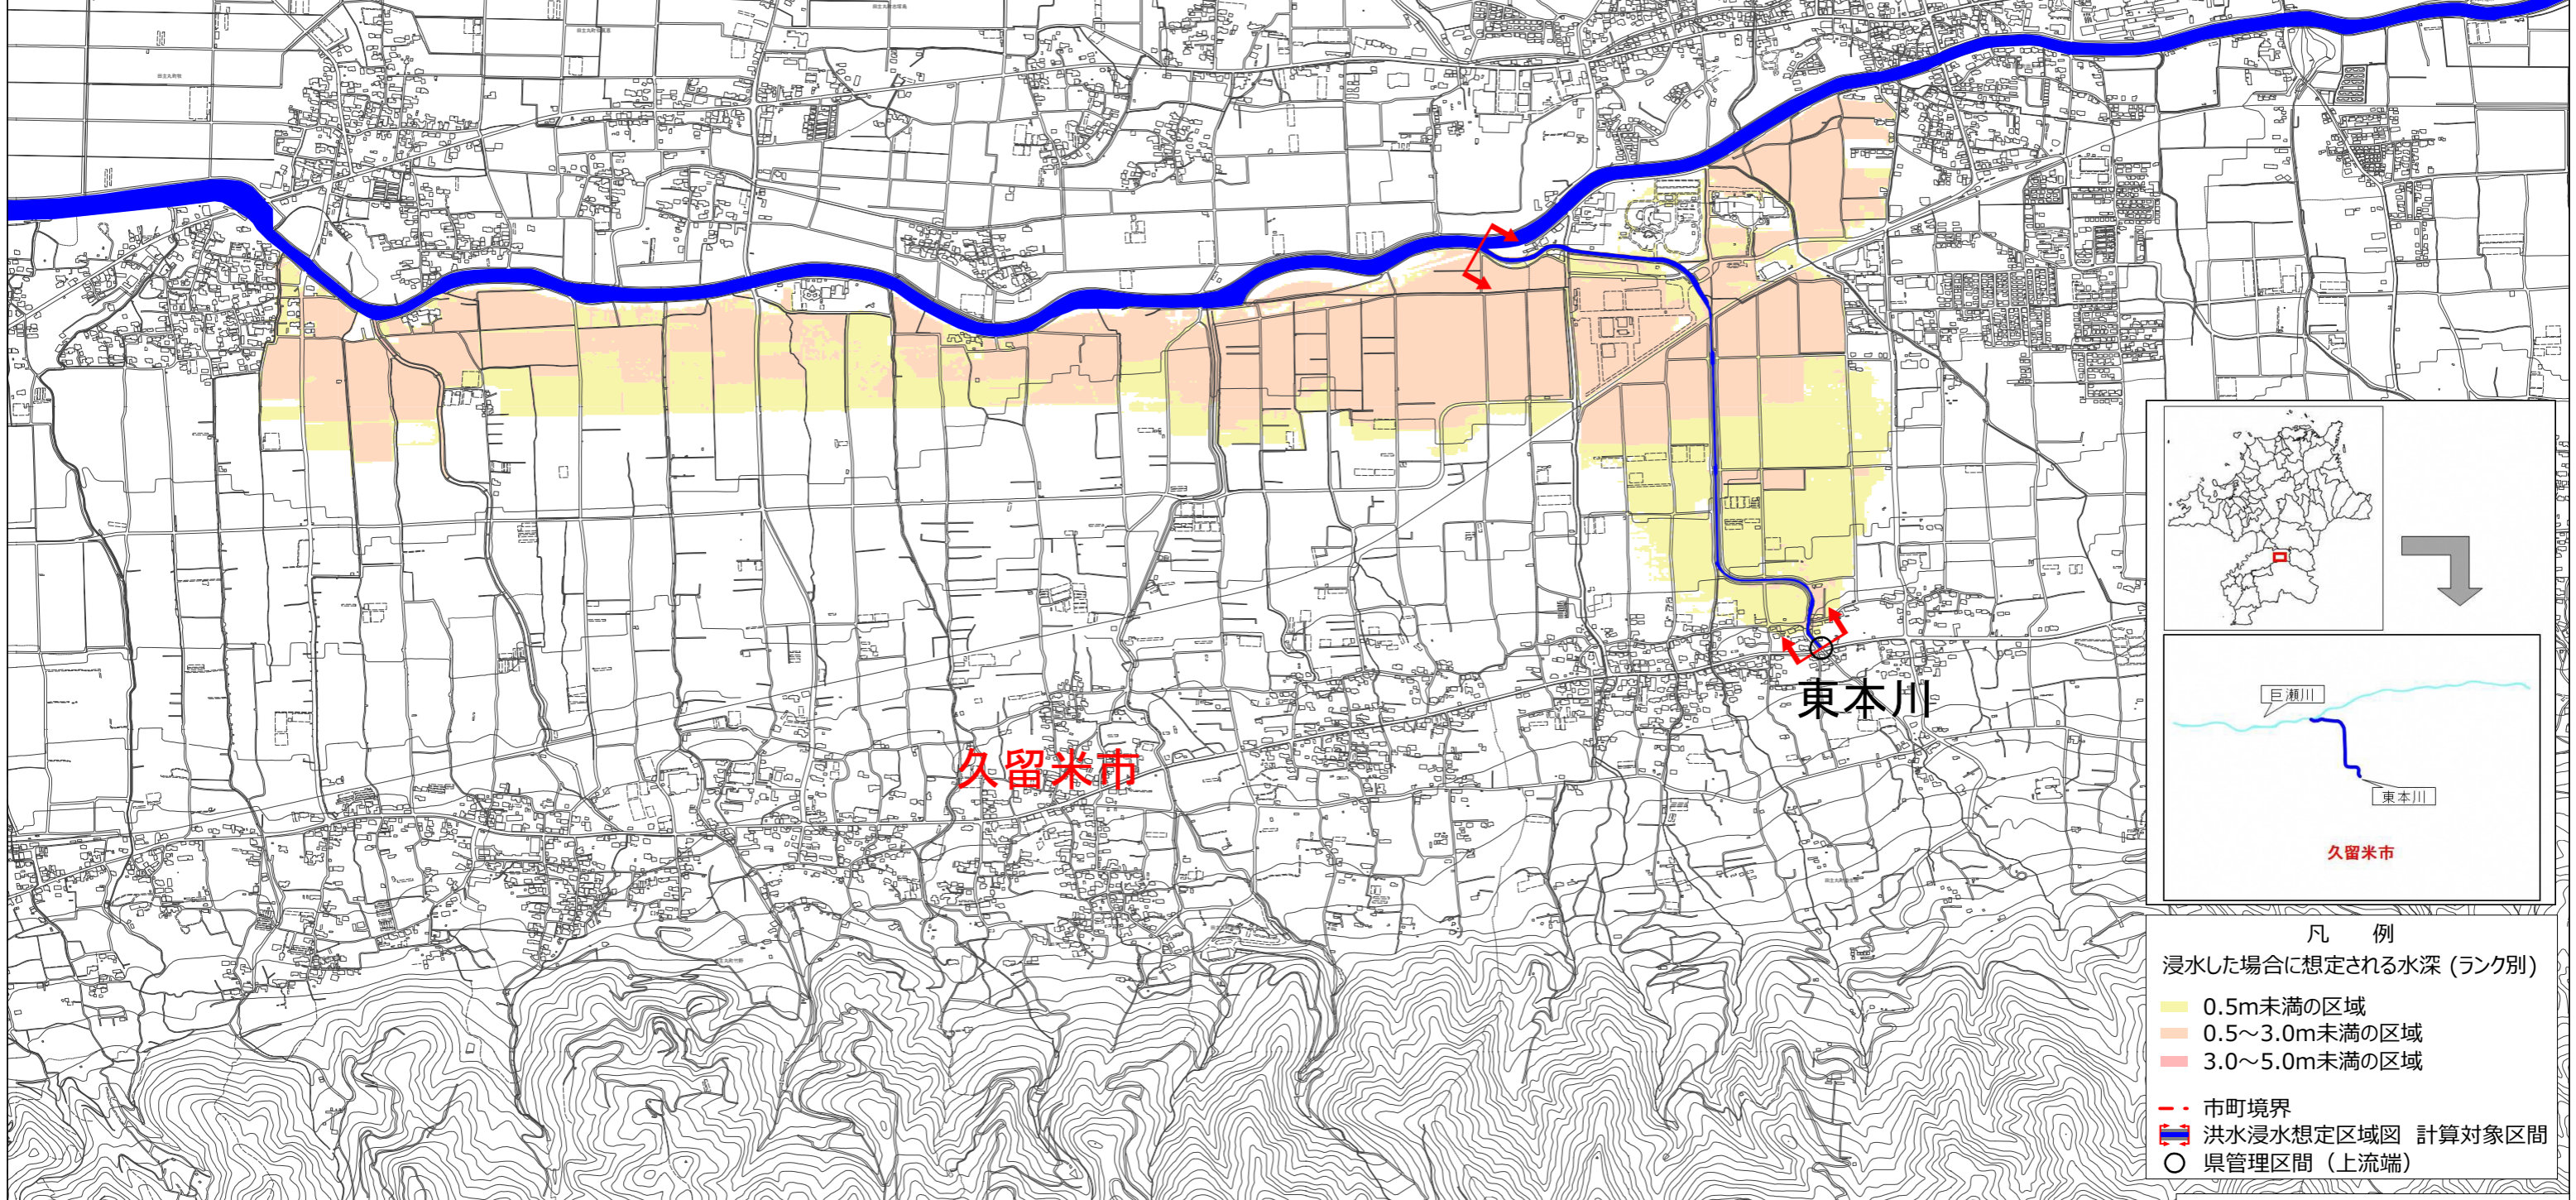 東本川
久留米市
巨瀬川
東本川
久留米市
凡 例
浸水した場合に想定される水深 (ランク別)
0.5m未満の区域
0.5～3.0m未満の区域
3.0～5.0m未満の区域
市町境界
洪水浸水想定区域図 計算対象区間
県管理区間（上流端）